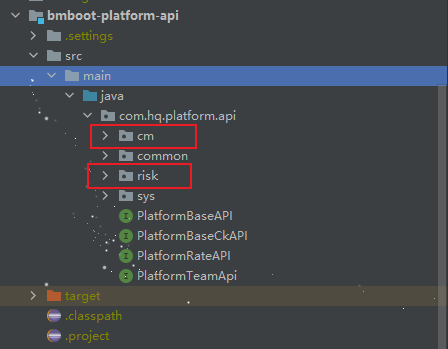 bmboot-platform-api
.settings
src
main
java
com.hq.platform.api
cm
common
risk
sys
PlatformBaseAPI
PlatformBaseCkAPI
PlatformRateAPI
PlatformTeamApi
target
.classpath
.project